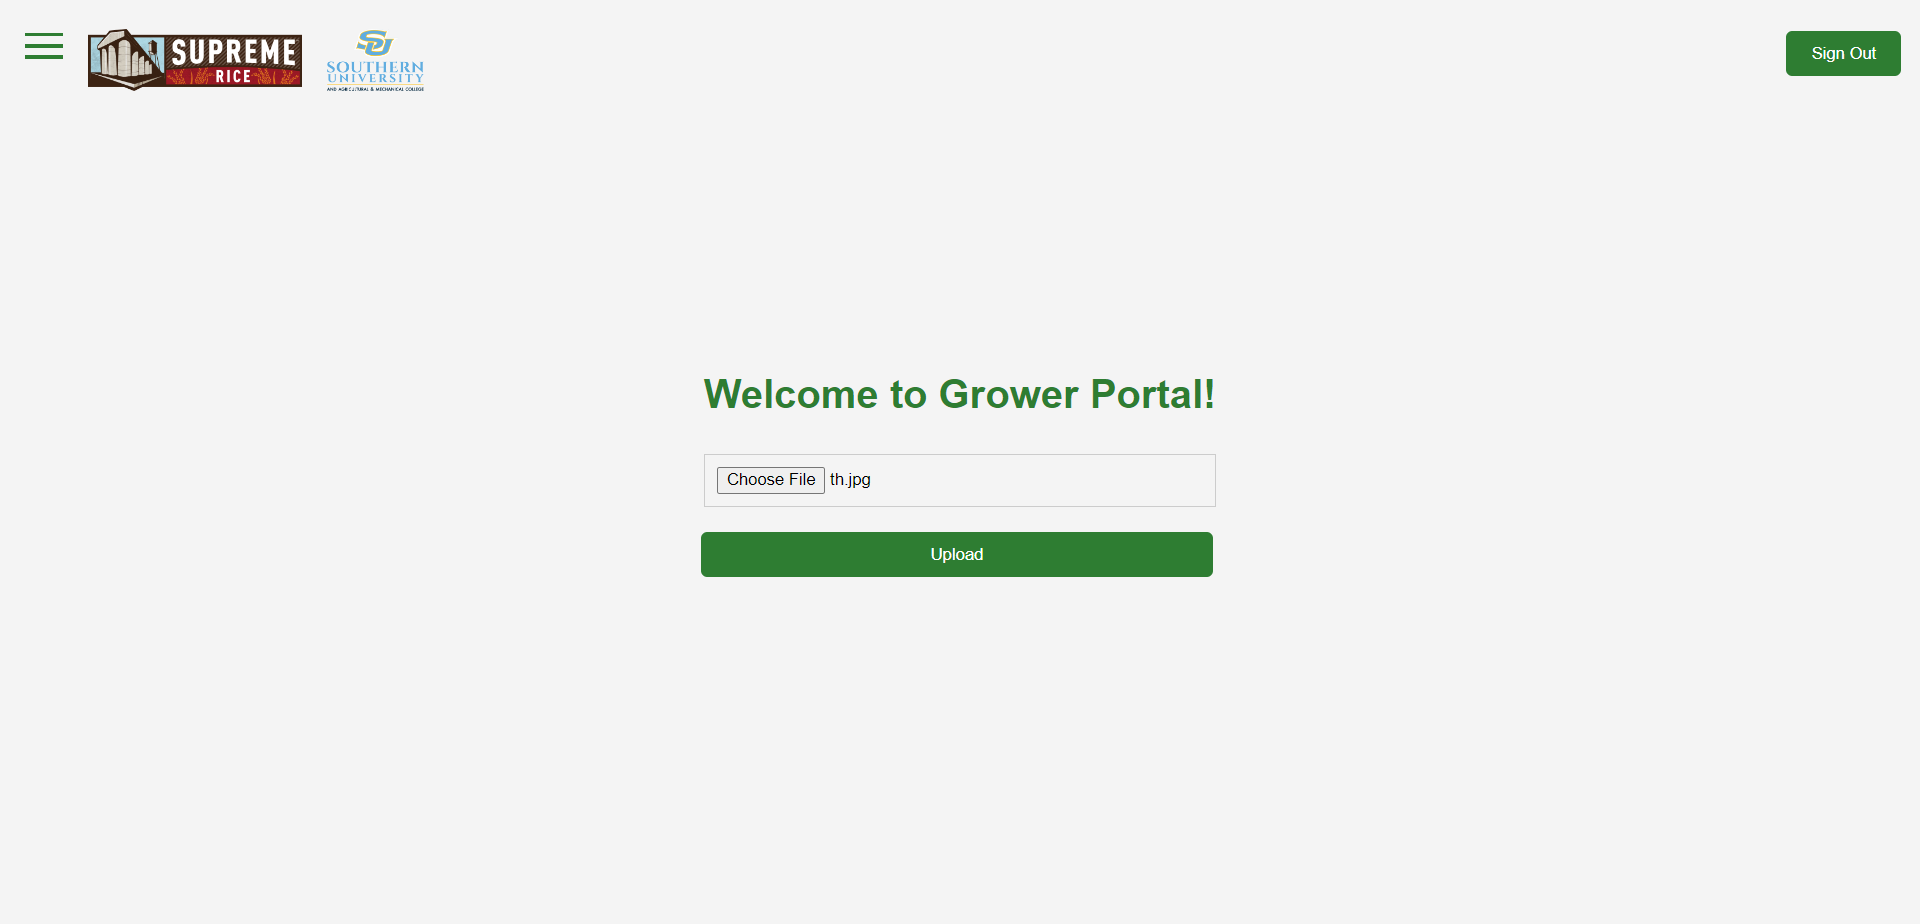 SUPREME
RICE
SOUTHERN
UNIVERSITY
AND AGRICULTURAL & MECHANICAL COLLEGE
Sign Out
Welcome to Grower Portal!
Choose File th.jpg
Upload